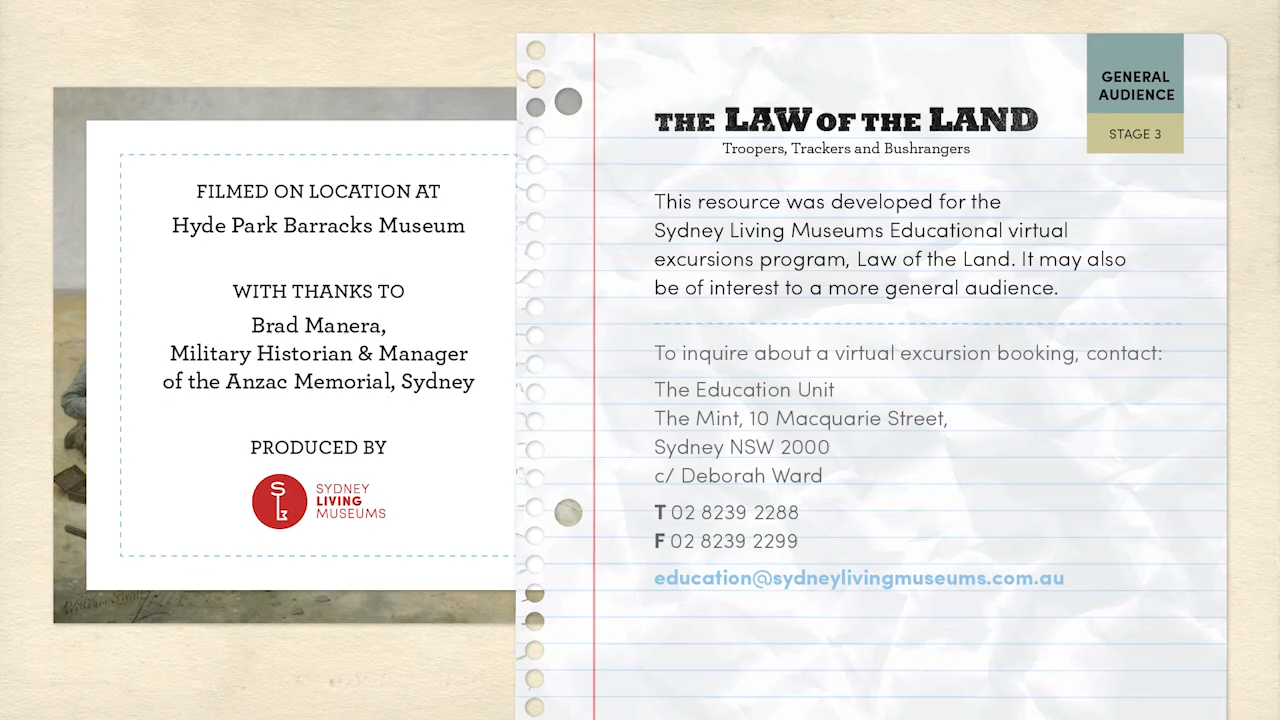 FILMED ON LOCATION AT
Hyde Park Barracks Museum
WITH THANKS TO
Brad Manera,
Military Historian & Manager
of the Anzac Memorial, Sydney
PRODUCED BY
SYDNEY
LIVING
MUSEUMS
GENERAL
AUDIENCE
STAGE 3
THE LAW OF THE LAND
Troopers, Trackers and Bushrangers
This resource was developed for the
Sydney Living Museums Educational virtual
excursions program, Law of the Land. It may also
be of interest to a more general audience.
To inquire about a virtual excursion booking, contact:
The Education Unit
The Mint, 10 Macquarie Street,
Sydney NSW 2000
c/ Deborah Ward
T 02 8239 2288
F 02 8239 2299
education@sydneylivingmuseums.com.au